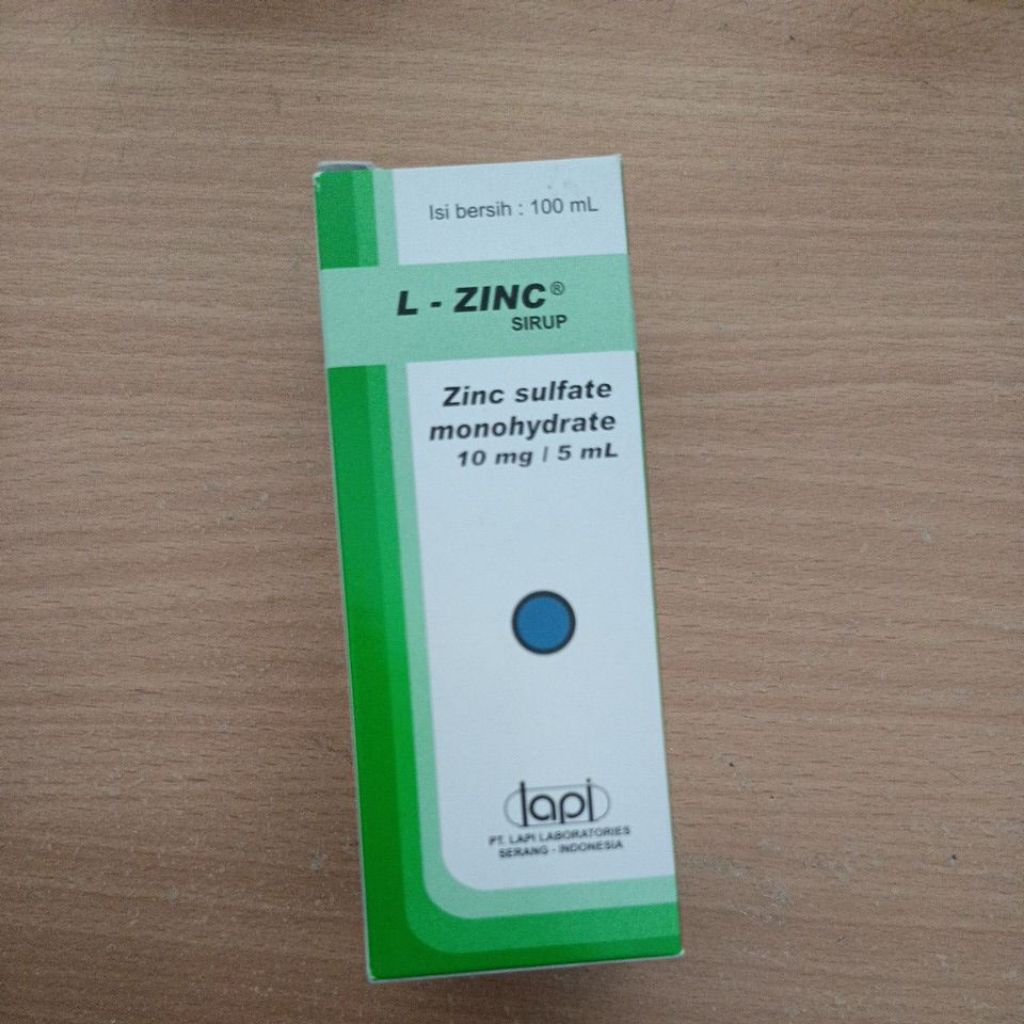 Isi bersih : 100 mL
L - ZINC®
SIRUP
Zinc sulfate
monohydrate
10 mg / 5 mL
lapi
PT. LAPI LABORATORIES
SERANG - INDONESIA